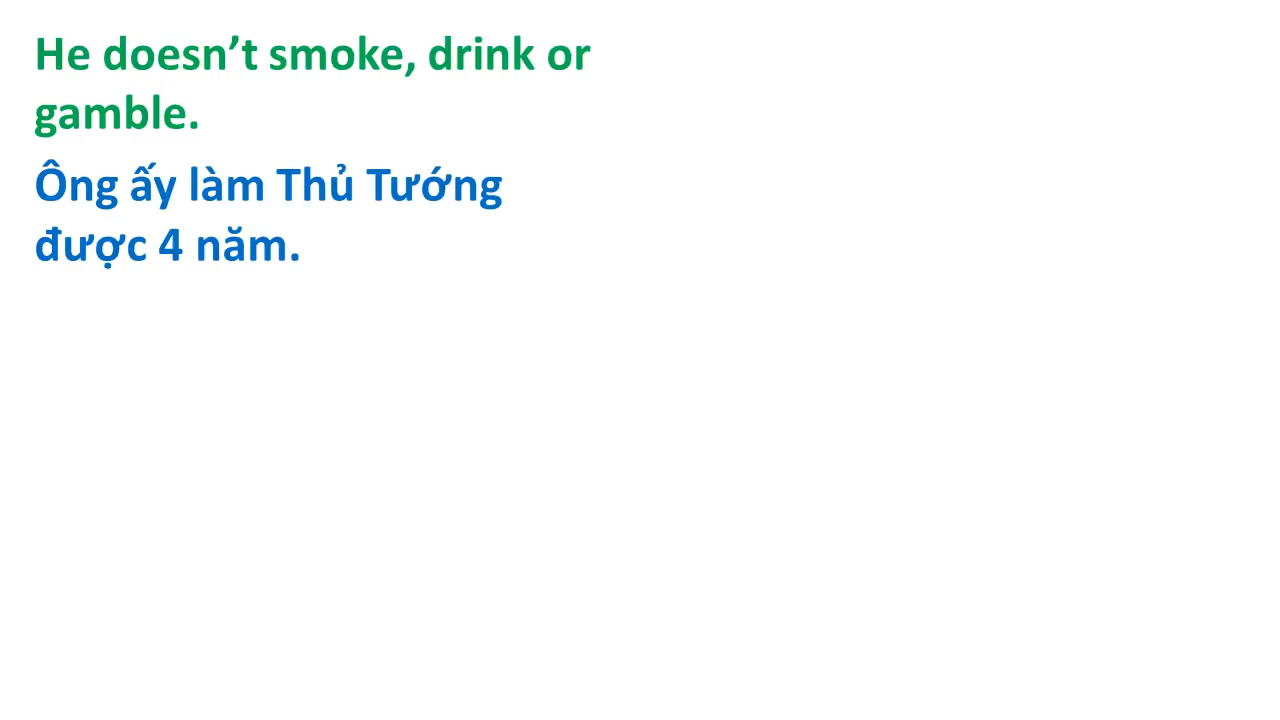 He doesn’t smoke, drink or
gamble.
Ông ấy làm Thủ Tướng
được 4 năm.